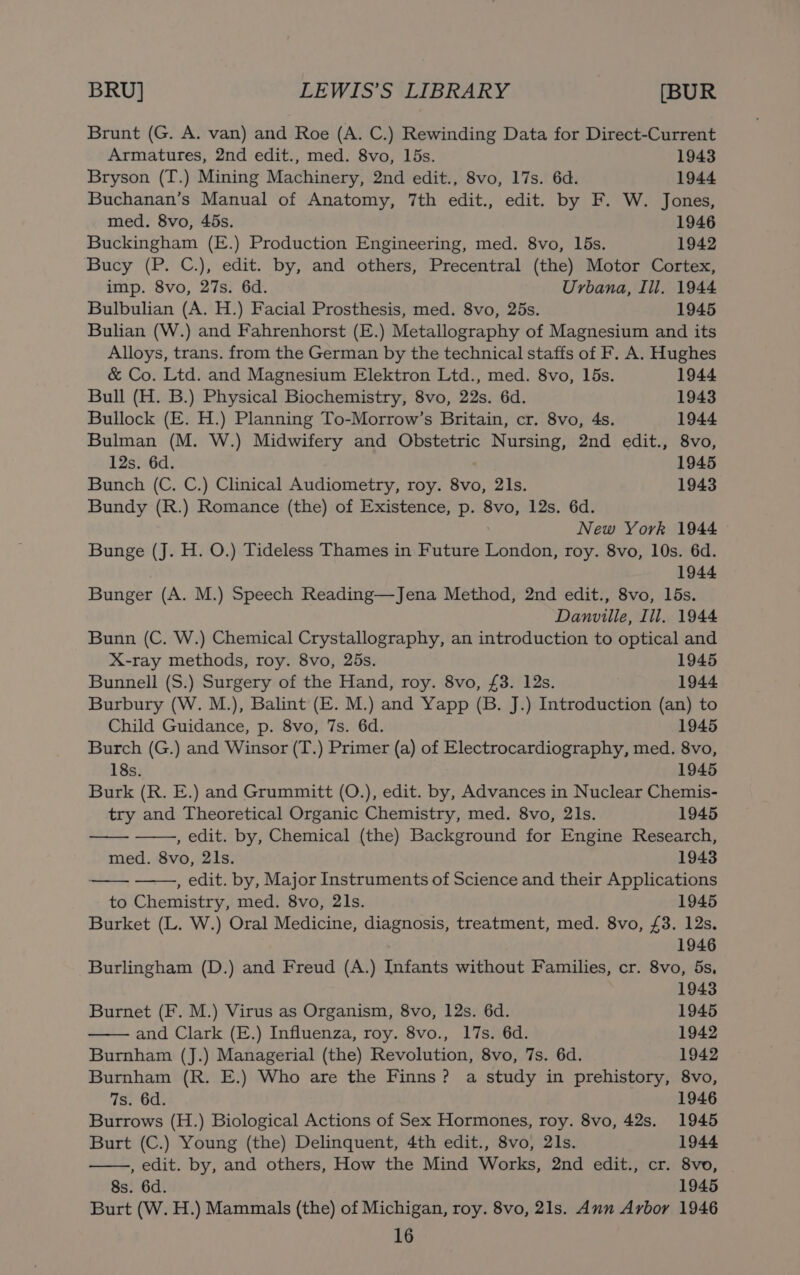 BRU] LEWIS'S LIBRARY [BUR
Brunt (G. A. van) and Roe (A. C.) Rewinding Data for Direct-Current
Armatures, 2nd edit., med. 8vo, 15s. 1943
Bryson (T.) Mining Machinery, 2nd edit., 8vo, 17s. 6d. 1944
Buchanan's Manual of Anatomy, 7th edit., edit. by F. W. Jones,
med. 8vo, 45s. 1946
Buckingham (E.) Production Engineering, med. 8vo, 15s. 1942
Bucy (P. C.), edit. by, and others, Precentral (the) Motor Cortex,
imp. 8vo, 27s. 6d. Urbana, Ill. 1944
Bulbulian (A. H.) Facial Prosthesis, med. 8vo, 25s. 1945
Bulian (W.) and Fahrenhorst (E.) Metallography of Magnesium and its
Alloys, trans. from the German by the technical staffs of F. A. Hughes
& Co. Ltd. and Magnesium Elektron Ltd., med. 8vo, 15s. 1944
Bull (H. B.) Physical Biochemistry, 8vo, 22s. 6d. 1943
Bullock (E. H.) Planning To-Morrow's Britain, cr. 8vo, 4s. 1944
Bulman (M. W.) Midwifery and Obstetric Nursing, 2nd edit., 8vo,
12s. 6d. 1945
Bunch (C. C.) Clinical Audiometry, roy. 8vo, 21s. 1943
Bundy (R.) Romance (the) of Existence, p. 8vo, 12s. 6d.
New York 1944
Bunge (J. H. O.) Tideless Thames in Future London, roy. 8vo, 10s. 6d.
1944
Bunger (A. M.) Speech Reading—Jena Method, 2nd edit., 8vo, 15s.
Danville, Ill. 1944
Bunn (C. W.) Chemical Crystallography, an introduction to optical and
X-ray methods, roy. 8vo, 25s. 1945
Bunnell (S.) Surgery of the Hand, roy. 8vo, £3. 12s. 1944
Burbury (W. M.), Balint (E. M.) and Yapp (B. J.) Introduction (an) to
Child Guidance, p. 8vo, 7s. 6d. 1945
Burch (G.) and Winsor (T.) Primer (a) of Electrocardiography, med. 8vo,
18s. 1945
Burk (R. E.) and Grummitt (O.), edit. by, Advances in Nuclear Chemis-
try and Theoretical Organic Chemistry, med. 8vo, 21s. 1945
—— ——, edit. by, Chemical (the) Background for Engine Research,
med. 8vo, 21s. 1943
—— ——, edit. by, Major Instruments of Science and their Applications
to Chemistry, med. 8vo, 21s. 1945
Burket (L. W.) Oral Medicine, diagnosis, treatment, med. 8vo, £3. 12s.
1946
Burlingham (D.) and Freud (A.) Infants without Families, cr. 8vo, 5s.
1943
Burnet (F. M.) Virus as Organism, 8vo, 12s. 6d. 1945
—— and Clark (E.) Influenza, roy. 8vo., 17s. 6d. 1942
Burnham (J.) Managerial (the) Revolution, 8vo, 7s. 6d. 1942
Burnham (R. E.) Who are the Finns? a study in prehistory, 8vo,
7s. 6d. 1946
Burrows (H.) Biological Actions of Sex Hormones, roy. 8vo, 42s. 1945
Burt (C.) Young (the) Delinquent, 4th edit., 8vo, 21s. 1944
——, edit. by, and others, How the Mind Works, 2nd edit., cr. 8vo,
8s. 6d. 1945
Burt (W. H.) Mammals (the) of Michigan, roy. 8vo, 21s. Ann Arbor 1946
16